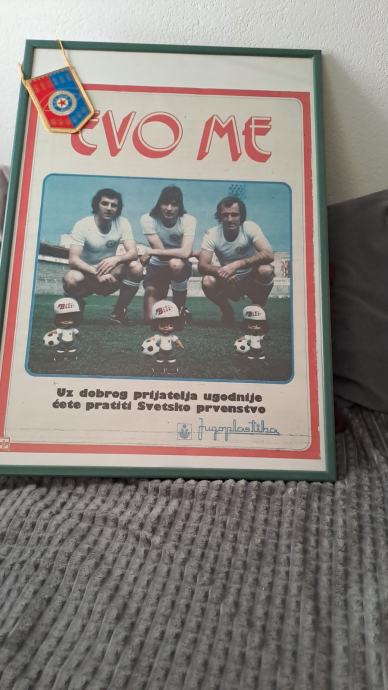 EVO ME
Uz dobrog prijatelja ugodnije
ćete pratiti Svetsko prvenstvo
Jugoplastika